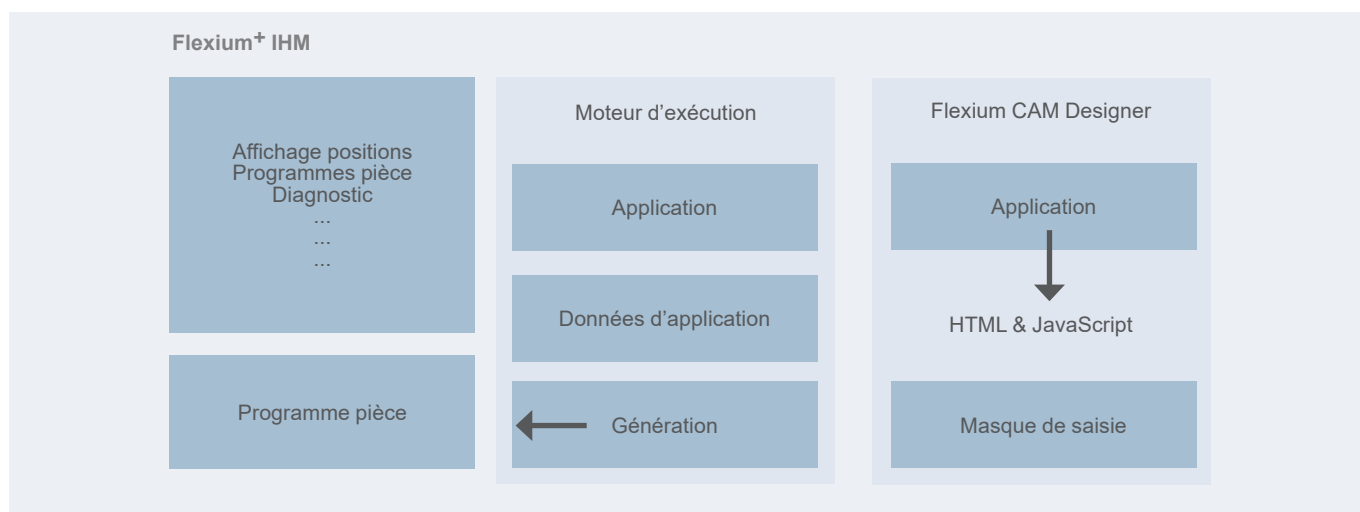 Flexium+ IHM
Affichage positions
Programmes pièce
Diagnostic
...
...
...
Programme pièce
Moteur d’exécution
Application
Données d’application
Génération
Flexium CAM Designer
Application
HTML & JavaScript
Masque de saisie